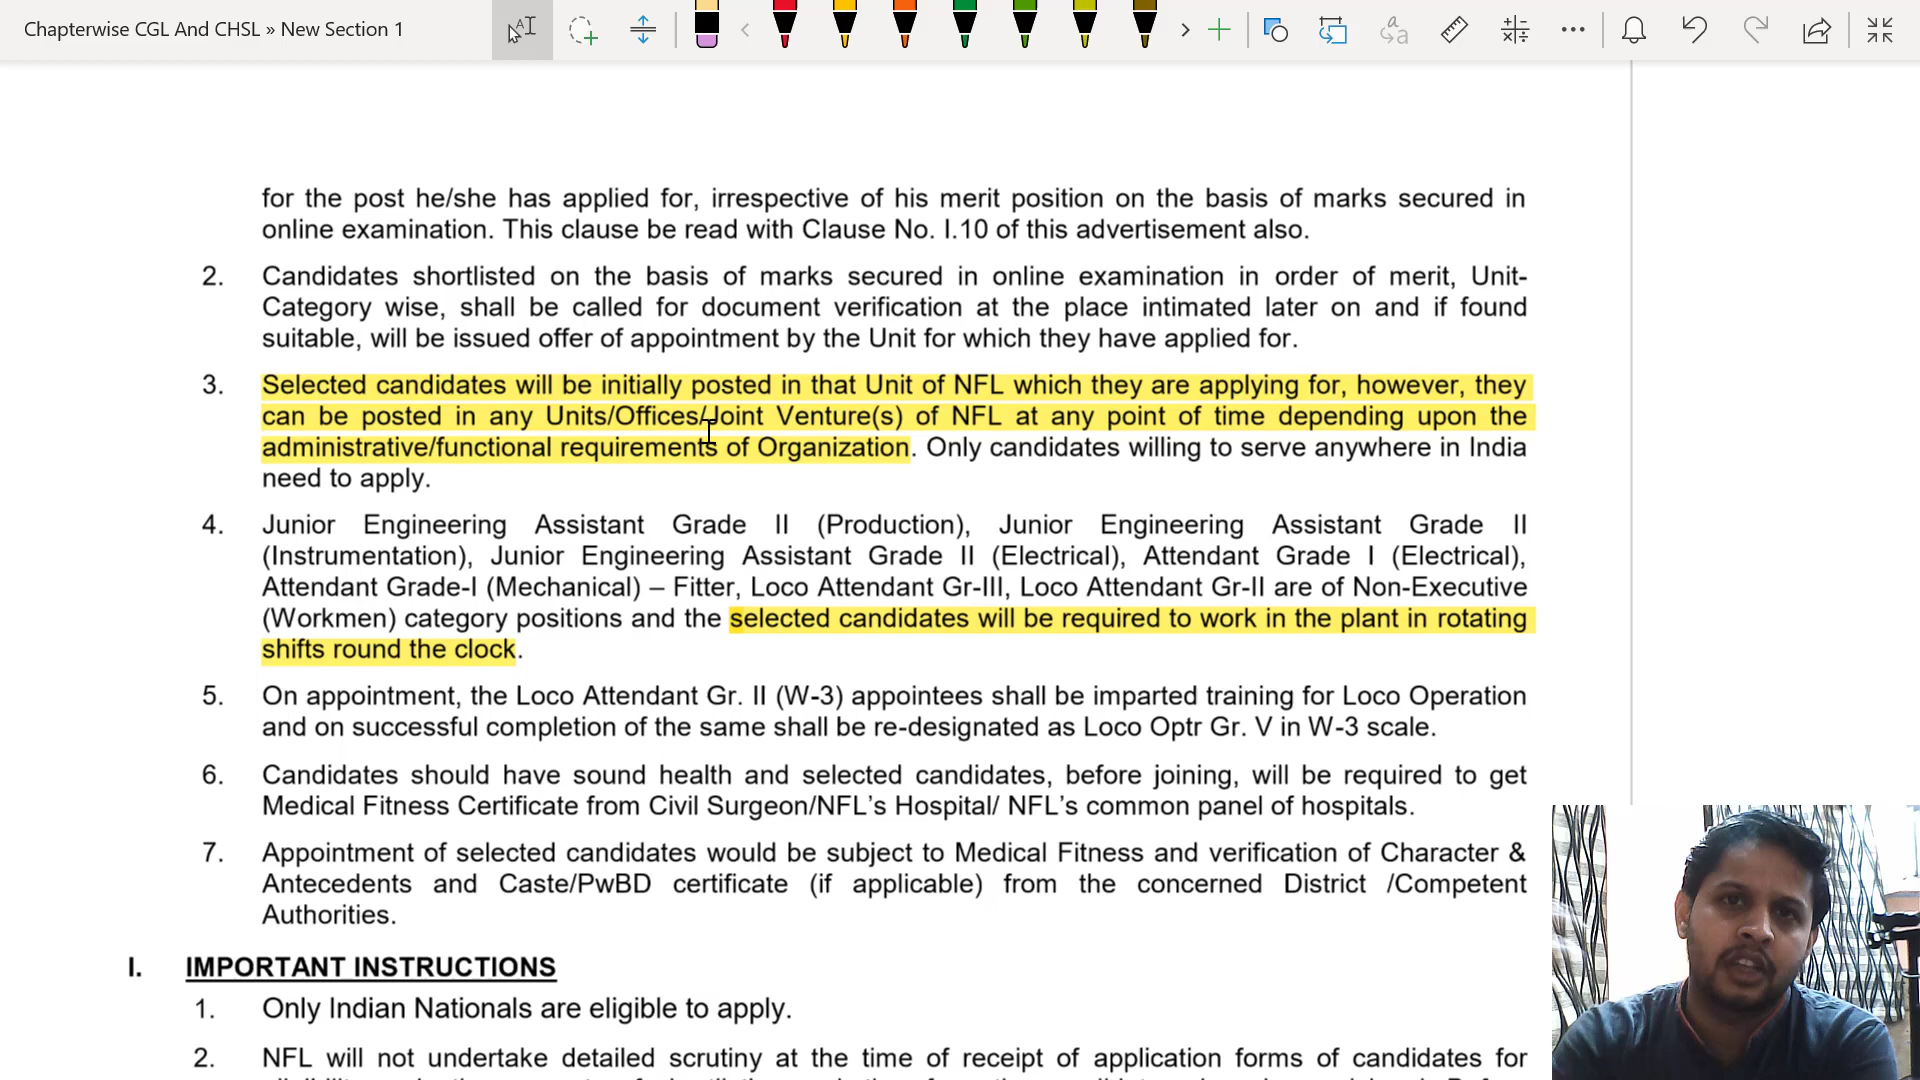 Chapterwise CGL And CHSL » New Section 1
for the post he/she has applied for, irrespective of his merit position on the basis of marks secured in
online examination. This clause be read with Clause No. I.10 of this advertisement also.
2. Candidates shortlisted on the basis of marks secured in online examination in order of merit, Unit-
Category wise, shall be called for document verification at the place intimated later on and if found
suitable, will be issued offer of appointment by the Unit for which they have applied for.
3. Selected candidates will be initially posted in that Unit of NFL which they are applying for, however, they
can be posted in any Units/Offices/Joint Venture(s) of NFL at any point of time depending upon the
administrative/functional requirements of Organization. Only candidates willing to serve anywhere in India
need to apply.
4. Junior Engineering Assistant Grade II (Production), Junior Engineering Assistant Grade II
(Instrumentation), Junior Engineering Assistant Grade II (Electrical), Attendant Grade I (Electrical),
Attendant Grade-I (Mechanical) – Fitter, Loco Attendant Gr-III, Loco Attendant Gr-II are of Non-Executive
(Workmen) category positions and the selected candidates will be required to work in the plant in rotating
shifts round the clock.
5. On appointment, the Loco Attendant Gr. II (W-3) appointees shall be imparted training for Loco Operation
and on successful completion of the same shall be re-designated as Loco Optr Gr. V in W-3 scale.
6. Candidates should have sound health and selected candidates, before joining, will be required to get
Medical Fitness Certificate from Civil Surgeon/NFL’s Hospital/ NFL’s common panel of hospitals.
7. Appointment of selected candidates would be subject to Medical Fitness and verification of Character &
Antecedents and Caste/PwBD certificate (if applicable) from the concerned District /Competent
Authorities.
I. IMPORTANT INSTRUCTIONS
1. Only Indian Nationals are eligible to apply.
2. NFL will not undertake detailed scrutiny at the time of receipt of application forms of candidates for